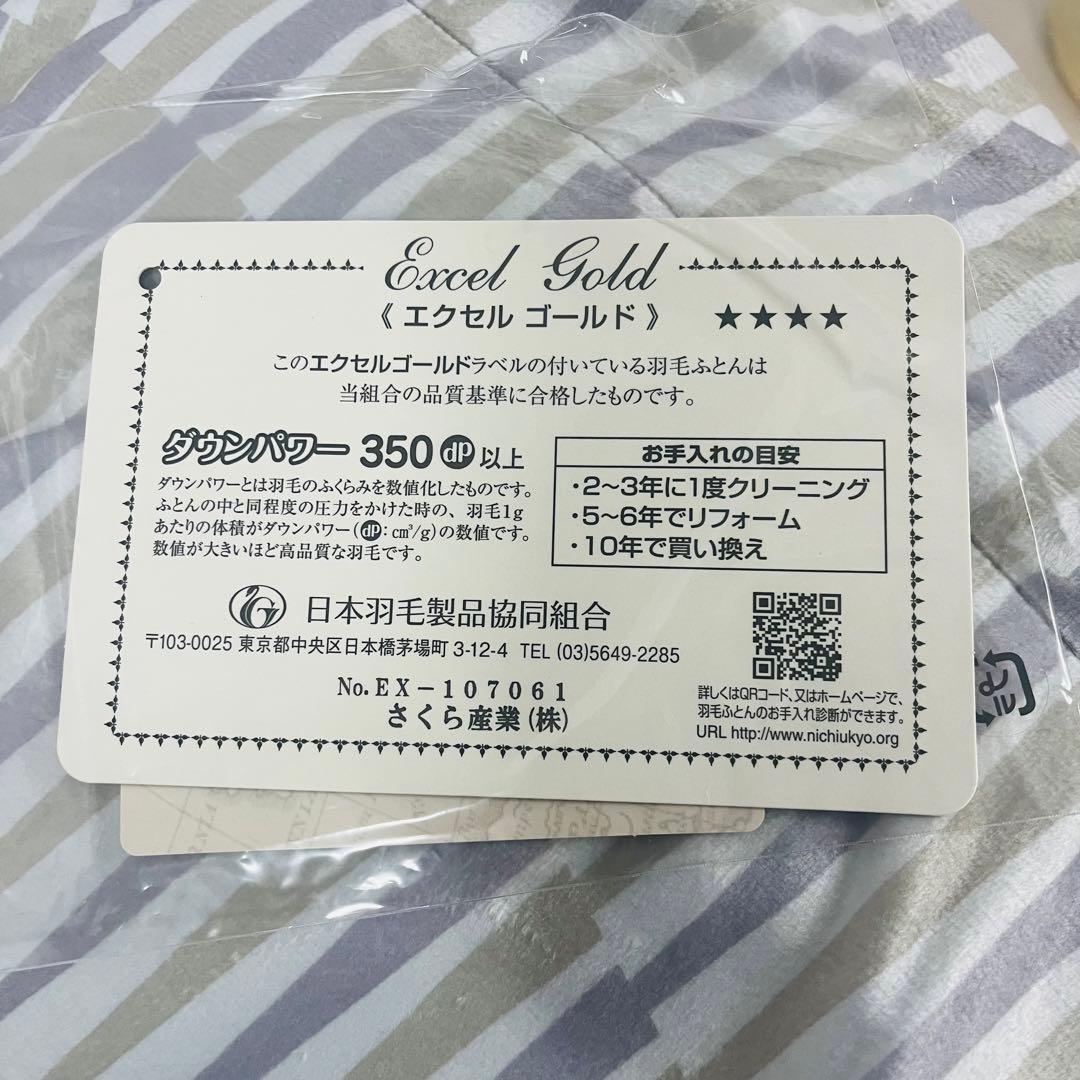 Excel Gold
《 エクセル ゴールド 》 ★★★★
このエクセルゴールドラベルの付いている羽毛ふとんは
当組合の品質基準に合格したものです。
ダウンパワー 350 dp 以上
ダウンパワーとは羽毛のふくらみを数値化したものです。
ふとんの中と同程度の圧力をかけた時の、羽毛1g
あたりの体積がダウンパワー(dp:cm³/g)の数値です。
数値が大きいほど高品質な羽毛です。
お手入れの目安
・2〜3年に1度クリーニング
・5〜6年でリフォーム
・10年で買い換え
日本羽毛製品協同組合
〒103-0025 東京都中央区日本橋茅場町 3-12-4 TEL (03)5649-2285
No.EX-107061
さくら産業(株)
詳しくはQRコード、又はホームページで、
羽毛ふとんのお手入れ診断ができます。
URL http://www.nichiukyo.org